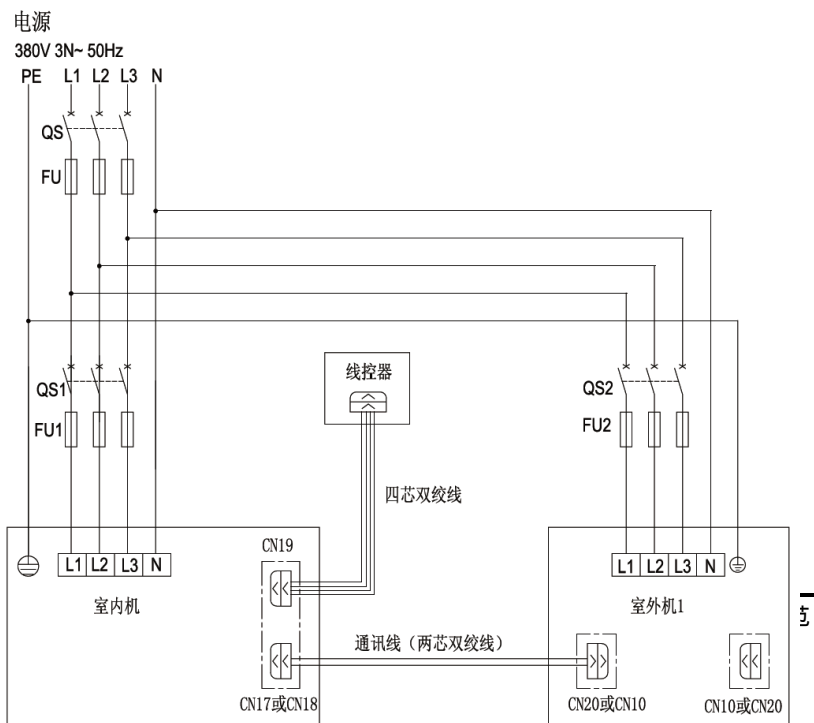 电源
380V 3N~ 50Hz
PE L1 L2 L3 N
QS
FU
QS1
FU1
线控器
QS2
FU2
四芯双绞线
CN19
L1 L2 L3 N
L1 L2 L3 N
室内机
室外机1
通讯线（两芯双绞线）
CN17或CN18
CN20或CN10
CN10或CN20